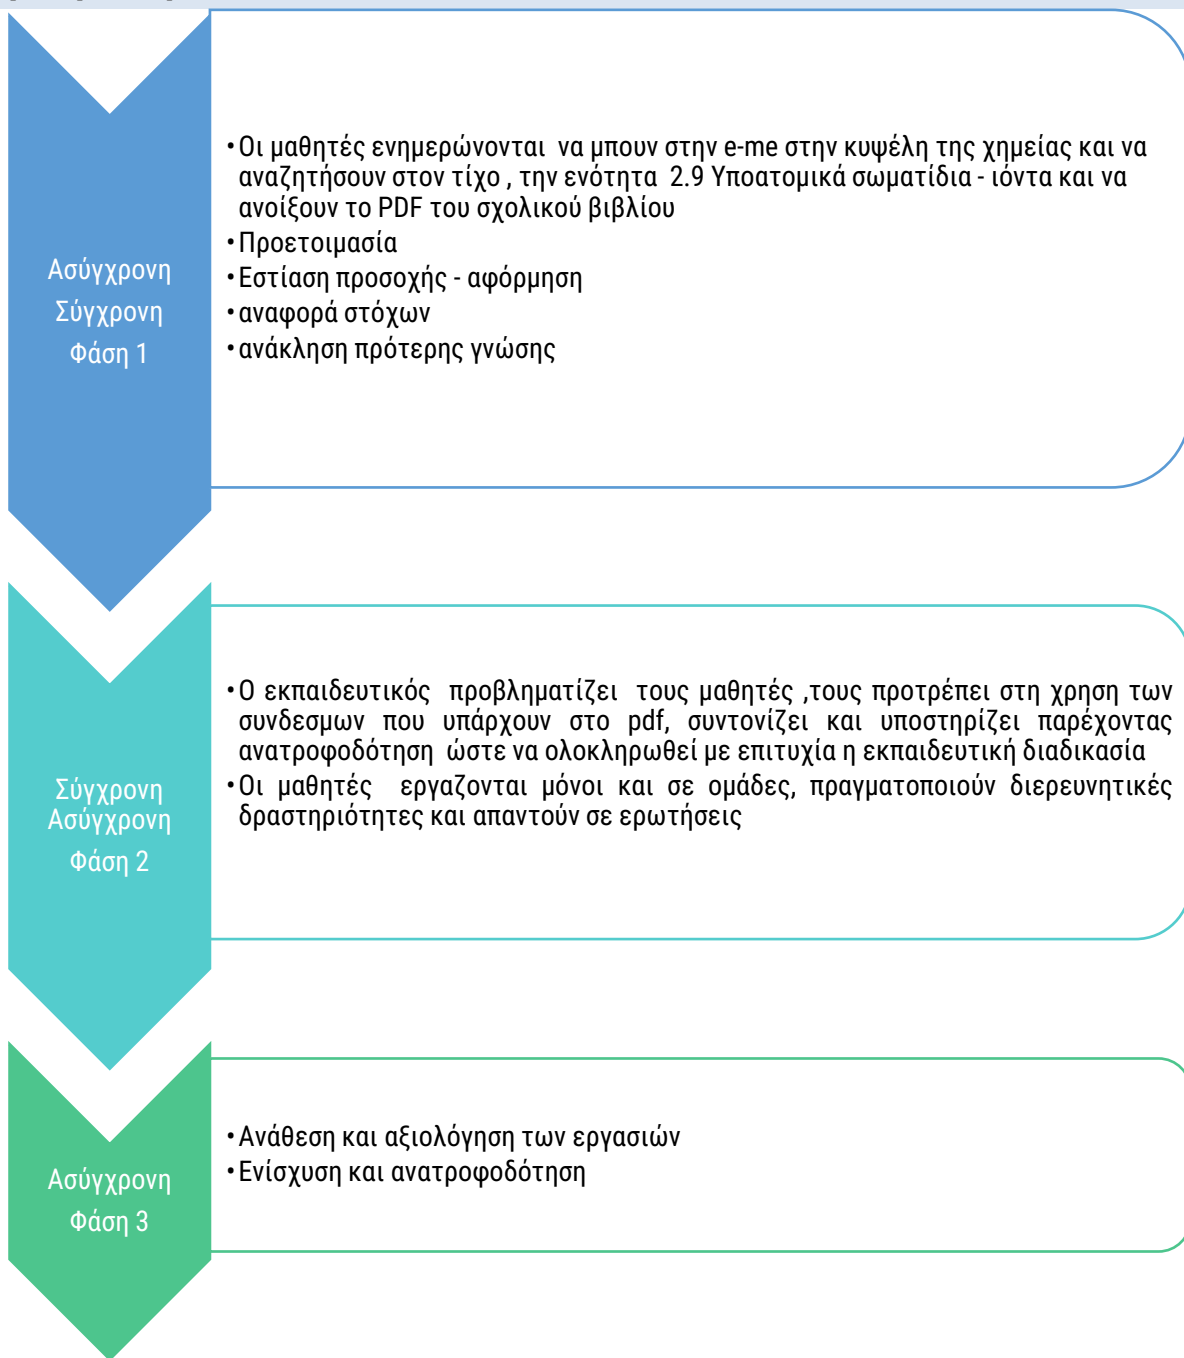 Ασύγχρονη
Σύγχρονη
Φάση 1
•Οι μαθητές ενημερώνονται να μπουν στην e-me στην κυψέλη της χημείας και να
αναζητήσουν στον τίχο , την ενότητα 2.9 Υποατομικά σωματίδια - ιόντα και να
ανοίξουν το PDF του σχολικού βιβλίου
•Προετοιμασία
•Εστίαση προσοχής - αφόρμηση
•αναφορά στόχων
•ανάκληση πρότερης γνώσης
Σύγχρονη
Ασύγχρονη
Φάση 2
•Ο εκπαιδευτικός προβληματίζει τους μαθητές ,τους προτρέπει στη χρηση των
συνδεσμων που υπάρχουν στο pdf, συντονίζει και υποστηρίζει παρέχοντας
ανατροφοδότηση ώστε να ολοκληρωθεί με επιτυχία η εκπαιδευτική διαδικασία
•Οι μαθητές εργαζονται μόνοι και σε ομάδες, πραγματοποιούν διερευνητικές
δραστηριότητες και απαντούν σε ερωτήσεις
Ασύγχρονη
Φάση 3
•Ανάθεση και αξιολόγηση των εργασιών
•Ενίσχυση και ανατροφοδότηση